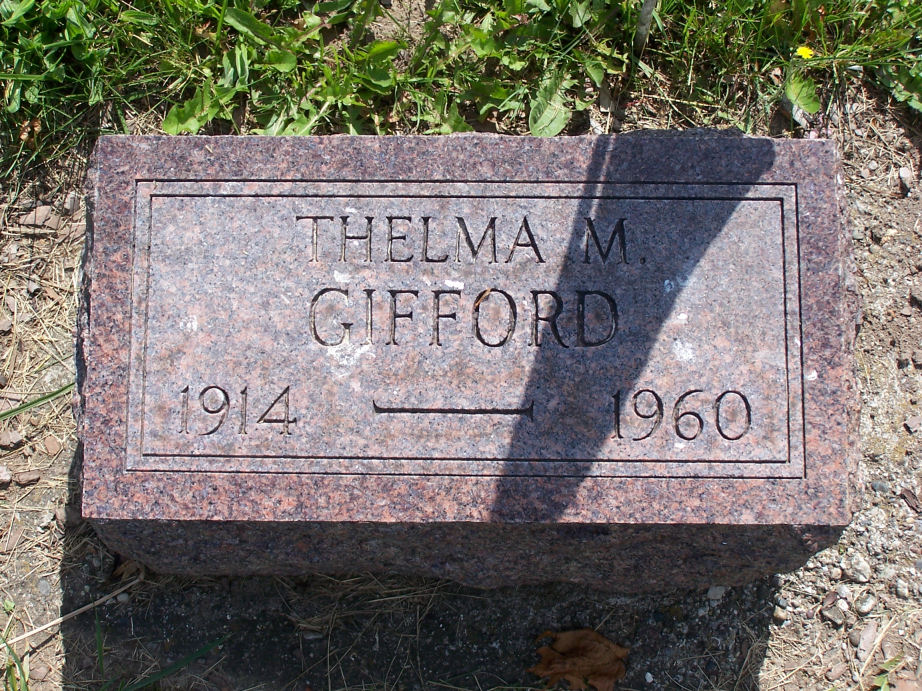 THELMA M.
GIFFORD
1914 — 1960